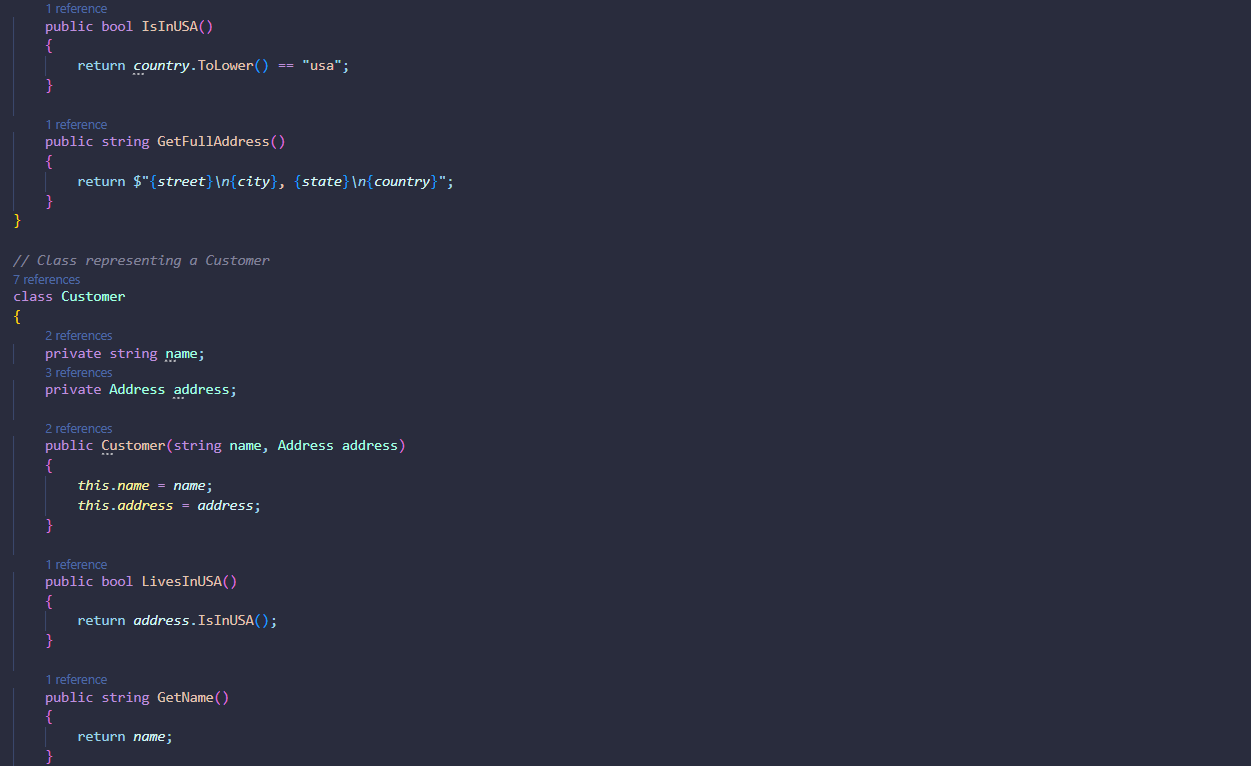 1 reference
public bool IsInUSA()
{
return country.ToLower() == "usa";
}
1 reference
public string GetFullAddress()
{
return $"{street}\n{city}, {state}\n{country}";
}
}
// Class representing a Customer
7 references
class Customer
{
2 references
private string name;
3 references
private Address address;
2 references
public Customer(string name, Address address)
{
this.name = name;
this.address = address;
}
1 reference
public bool LivesInUSA()
{
return address.IsInUSA();
}
1 reference
public string GetName()
{
return name;
}